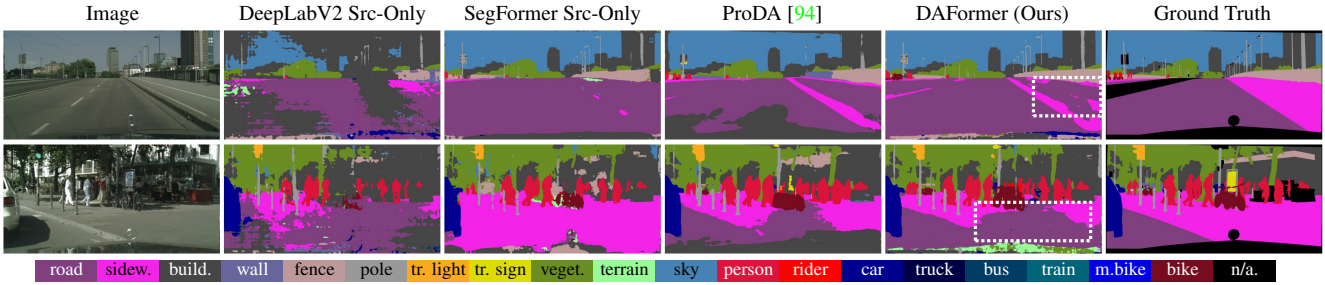 Image DeepLabV2 Src-Only SegFormer Src-Only ProDA [94] DAFormer (Ours) Ground Truth
road sidew. build. wall fence pole tr. light tr. sign veget. terrain sky person rider car truck bus train m.bike bike n/a.